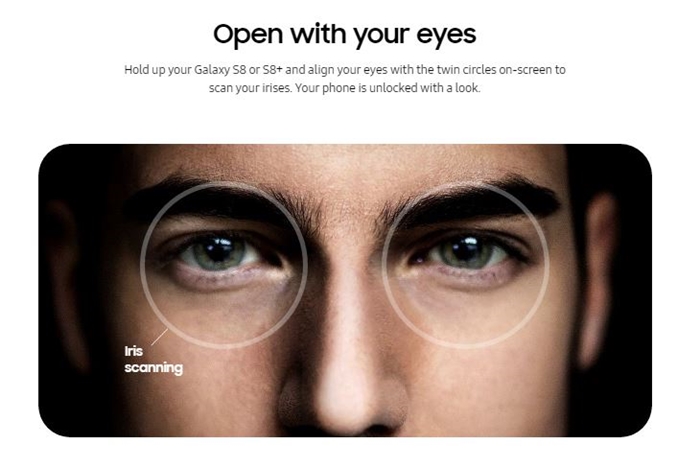 Open with your eyes
Hold up your Galaxy S8 or S8+ and align your eyes with the twin circles on-screen to
scan your irises. Your phone is unlocked with a look.
Iris
scanning